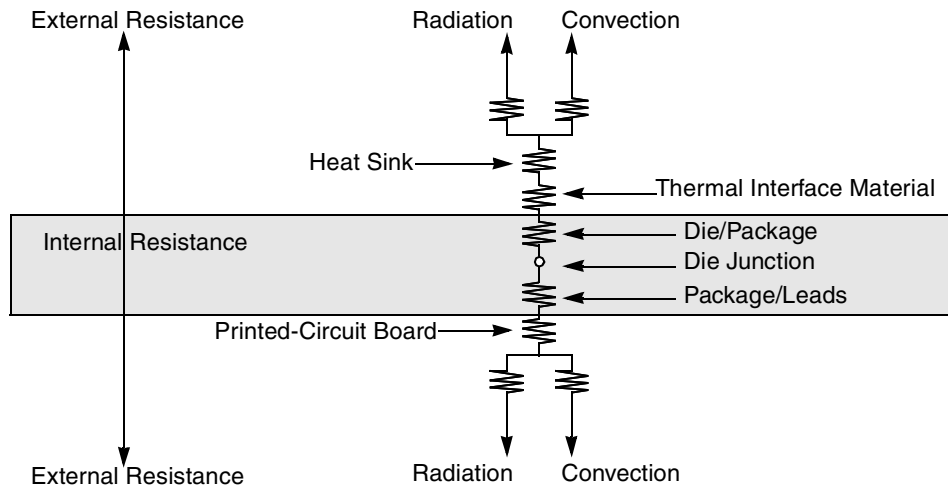 External Resistance
Radiation
Convection
Heat Sink
Thermal Interface Material
Die/Package
Internal Resistance
Die Junction
Package/Leads
Printed-Circuit Board
External Resistance
Radiation
Convection